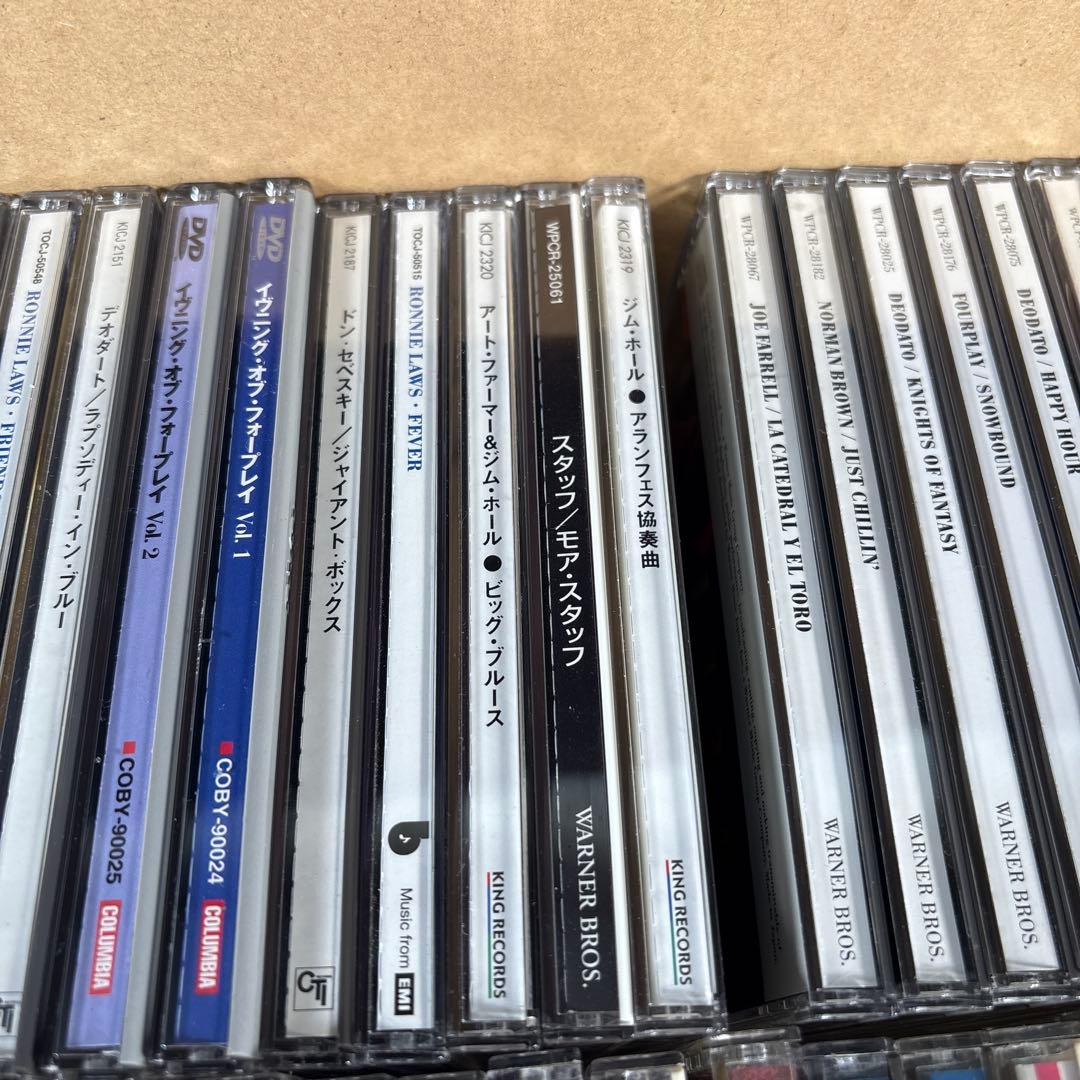 TOCJ-50548 RONNIE LAWS・FRIENDS
KICJ 2151 デオダート/ラプソディー・イン・ブルー
DVD イヴニング・オブ・フォープレイ Vol. 2 COBY-90025 COLUMBIA
DVD イヴニング・オブ・フォープレイ Vol. 1 COBY-90024 COLUMBIA
KICJ 2187 ドン・セベスキー/ジャイアント・ボックス CTI
TOCJ-50515 RONNIE LAWS・FEVER Music from EMI
KICJ 2320 アート・ファーマー&ジム・ホール●ビッグ・ブルース KING RECORDS
WPCR-25061 スタッフ/モア・スタッフ WARNER BROS.
KICJ 2319 ジム・ホール●アランフェス協奏曲 KING RECORDS
WPCR-28067 JOE FARRELL / LA CATEDRAL Y EL TORO WARNER BROS.
WPCR-28182 NORMAN BROWN / JUST CHILLIN' WARNER BROS.
WPCR-28025 DEODATO / KNIGHTS OF FANTASY WARNER BROS.
WPCR-28176 FOURPLAY / SNOWBOUND
WPCR-28075 DEODATO / HAPPY HOUR
WPC